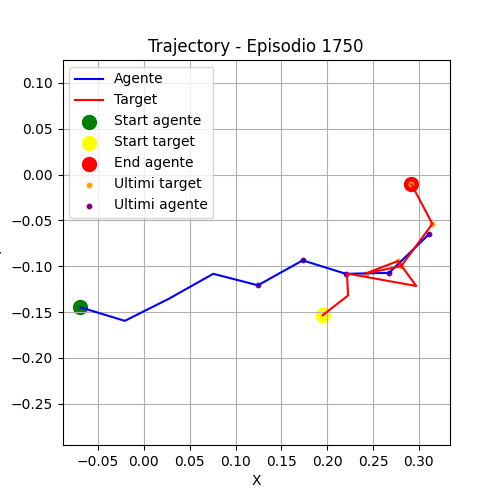 Trajectory - Episodio 1750
Agente
Target
Start agente
Start target
End agente
Ultimi target
Ultimi agente
0.10
0.05
0.00
−0.05
−0.10
−0.15
−0.20
−0.25
−0.05 0.00 0.05 0.10 0.15 0.20 0.25 0.30
X